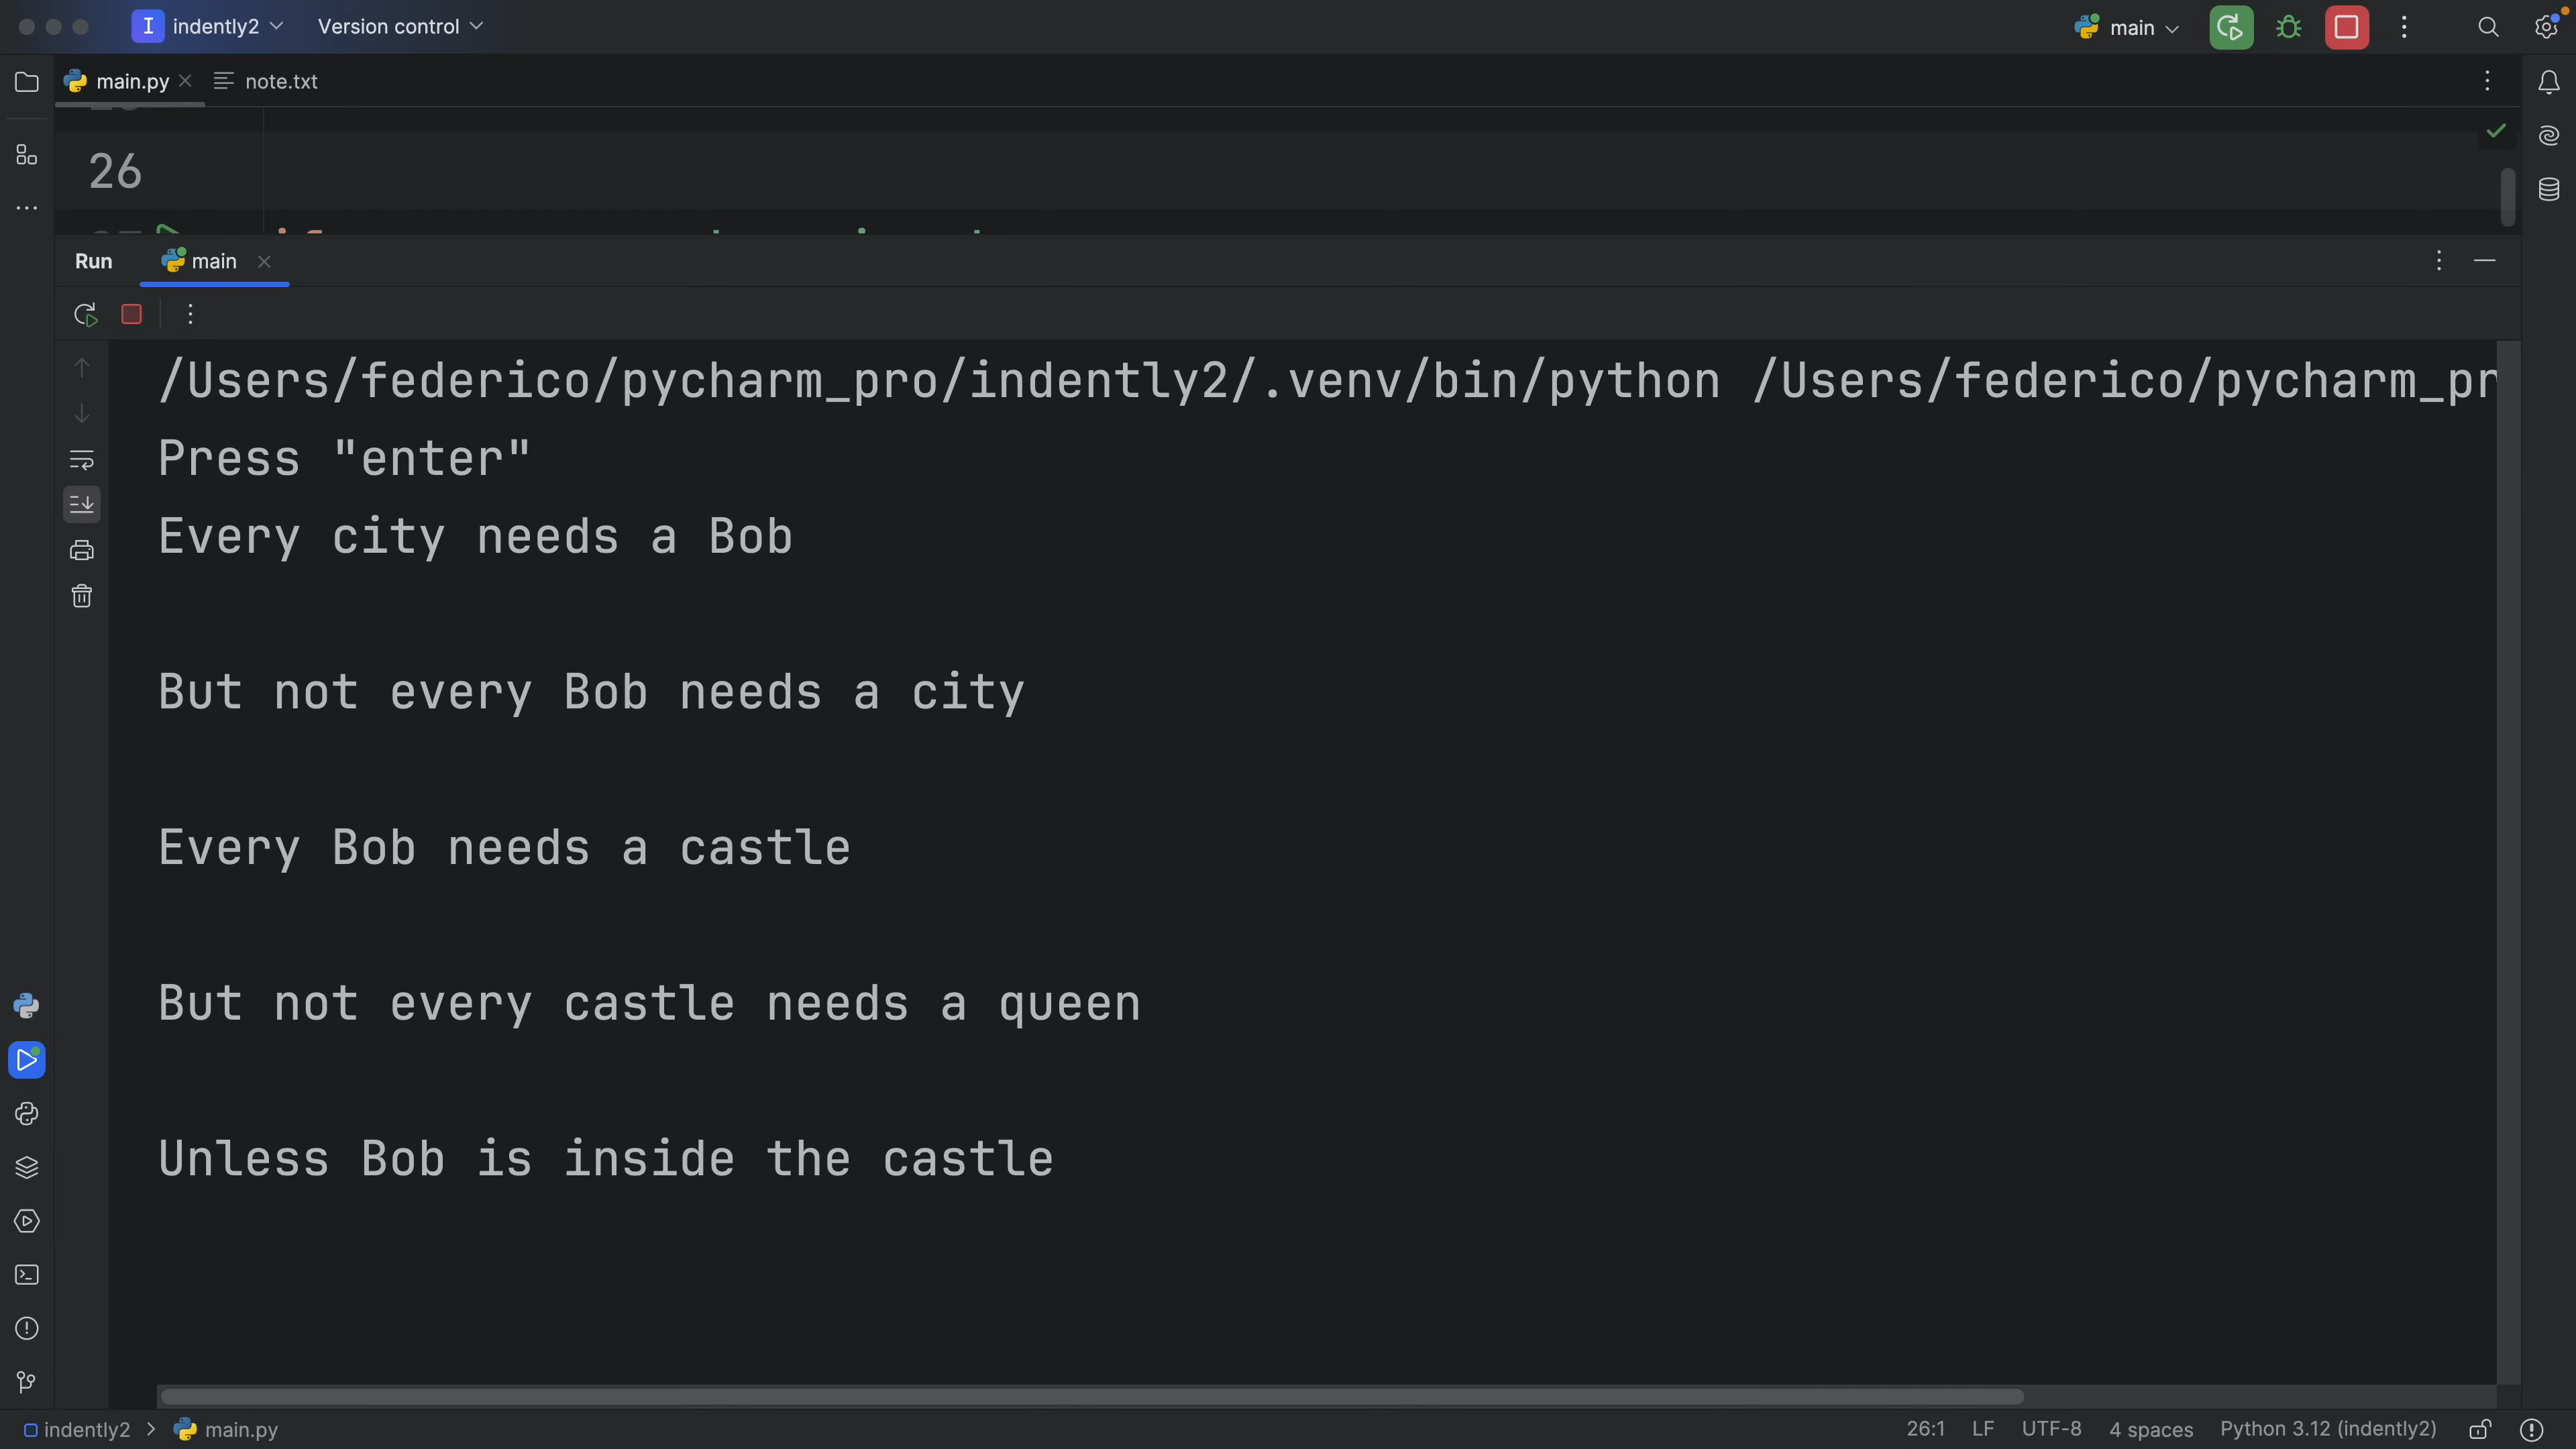 I indently2 Version control main
main.py note.txt
26
Run main
/Users/federico/pycharm_pro/indently2/.venv/bin/python /Users/federico/pycharm_pr
Press "enter"
Every city needs a Bob
But not every Bob needs a city
Every Bob needs a castle
But not every castle needs a queen
Unless Bob is inside the castle
indently2 main.py 26:1 LF UTF-8 4 spaces Python 3.12 (indently2)